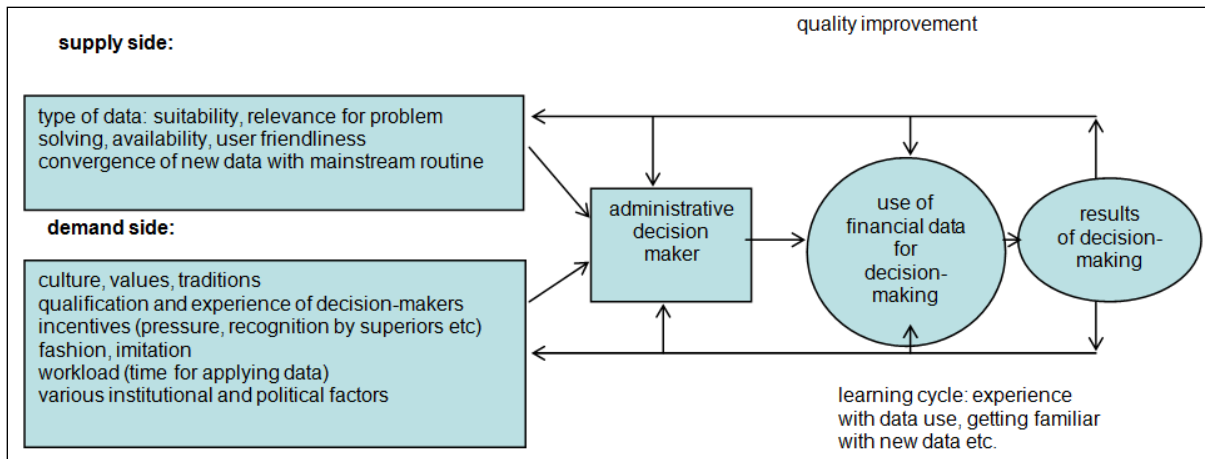 quality improvement
supply side:
type of data: suitability, relevance for problem
solving, availability, user friendliness
convergence of new data with mainstream routine
demand side:
culture, values, traditions
qualification and experience of decision-makers
incentives (pressure, recognition by superiors etc)
fashion, imitation
workload (time for applying data)
various institutional and political factors
administrative
decision
maker
use of
financial data
for
decision-
making
results
of decision-
making
learning cycle: experience
with data use, getting familiar
with new data etc.